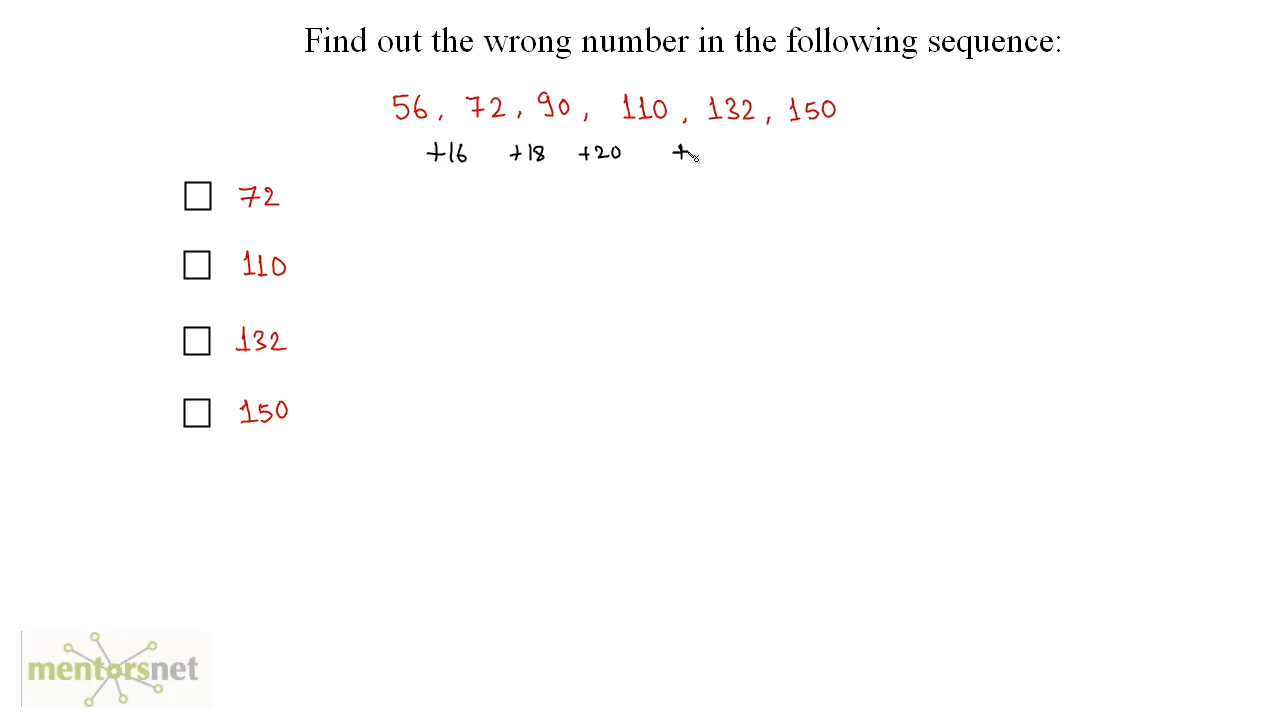 Find out the wrong number in the following sequence:
56, 72, 90, 110, 132, 150
+16 +18 +20 +
72
110
132
150
mentorsnet